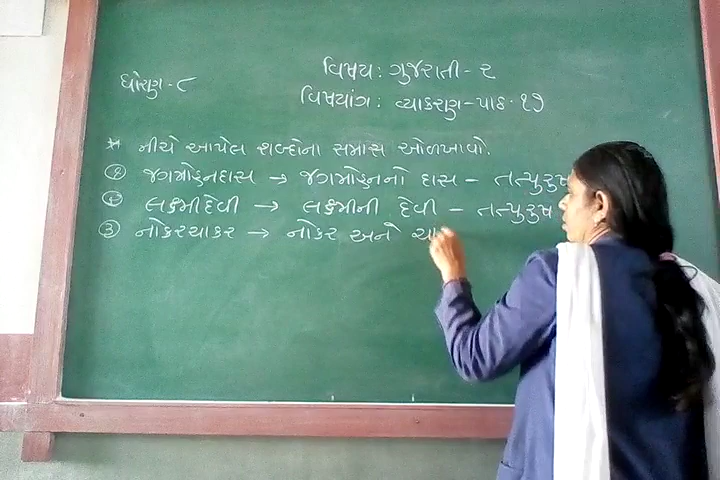 ધોરણ-૮
વિષય: ગુજરાતી-૨
વિષયાંગ: વ્યાકરણ-પાઠ.૧૭
* નીચે આપેલ શબ્દોના સમાસ ઓળખાવો.
૧ જગમોહનદાસ → જગમોહનનો દાસ - તત્પુરુષ
૨ લક્ષ્મીદેવી → લક્ષ્મીની દેવી - તત્પુરુષ
૩ નોકરચાકર → નોકર અને ચા